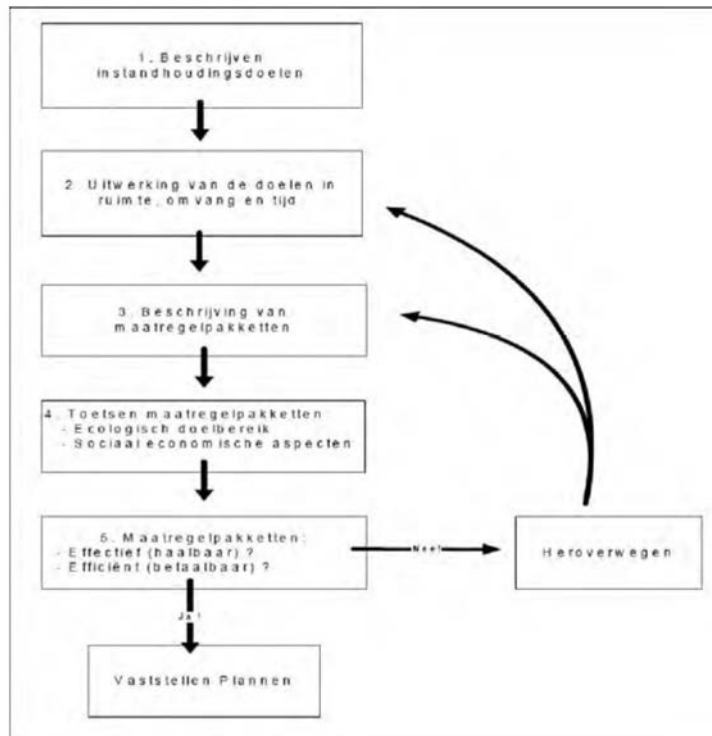 1. Beschrijven
instandhoudingsdoelen
2. Uitwerking van de doelen in
ruimte, omvang en tijd
3. Beschrijving van
maatregelpakketten
4. Toetsen maatregelpakketten:
- Ecologisch doelbereik
- Sociaal economische aspecten
5. Maatregelpakketten:
- Effectief (haalbaar) ?
- Efficiënt (betaalbaar) ?
Nee!
Heroverwegen
Ja!
Vaststellen Plannen